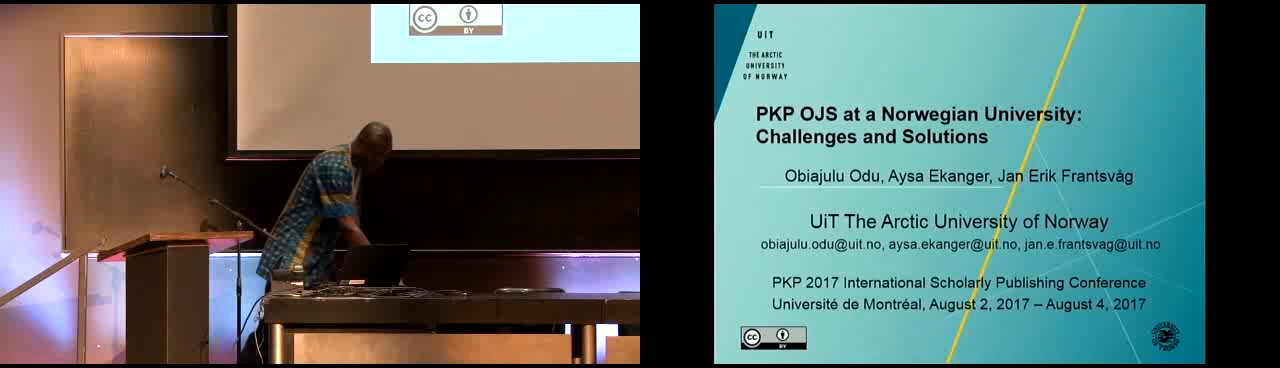 CC
BY
UiT
THE ARCTIC
UNIVERSITY
OF NORWAY
PKP OJS at a Norwegian University:
Challenges and Solutions
Obiajulu Odu, Aysa Ekanger, Jan Erik Frantsvåg
UiT The Arctic University of Norway
obiajulu.odu@uit.no, aysa.ekanger@uit.no, jan.e.frantsvag@uit.no
PKP 2017 International Scholarly Publishing Conference
Université de Montréal, August 2, 2017 – August 4, 2017
CC
BY